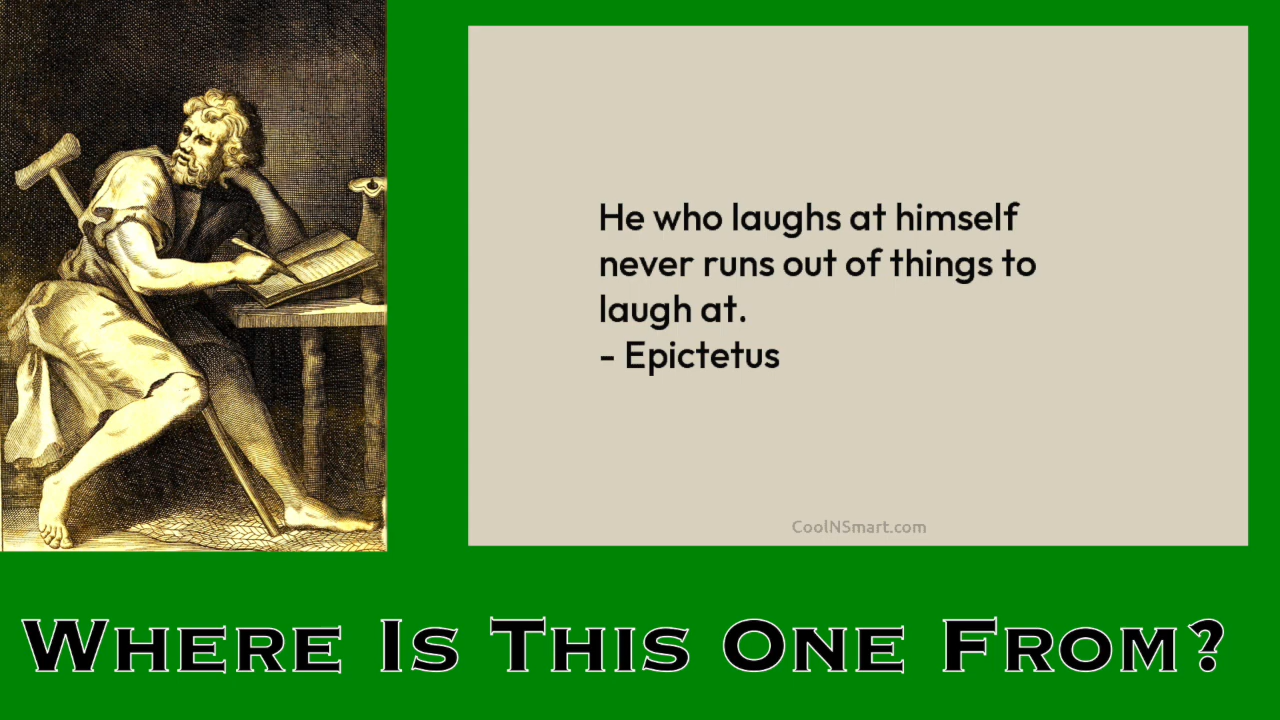 He who laughs at himself
never runs out of things to
laugh at.
- Epictetus
CoolNSmart.com
Where Is This One From?